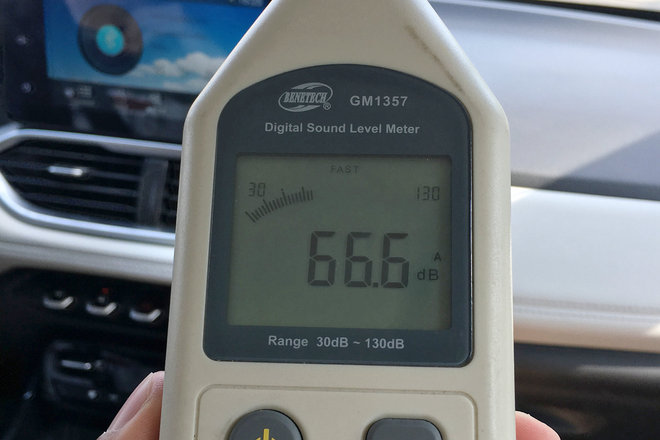 BENETECH®
GM1357
Digital Sound Level Meter
FAST
30 130
66.6 A dB
Range 30dB ~ 130dB